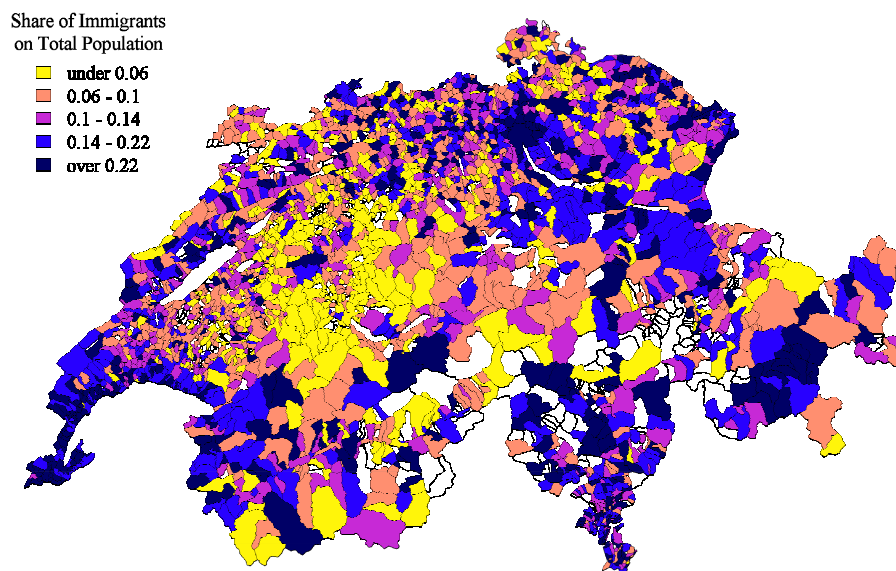 Share of Immigrants
on Total Population
under 0.06
0.06 - 0.1
0.1 - 0.14
0.14 - 0.22
over 0.22